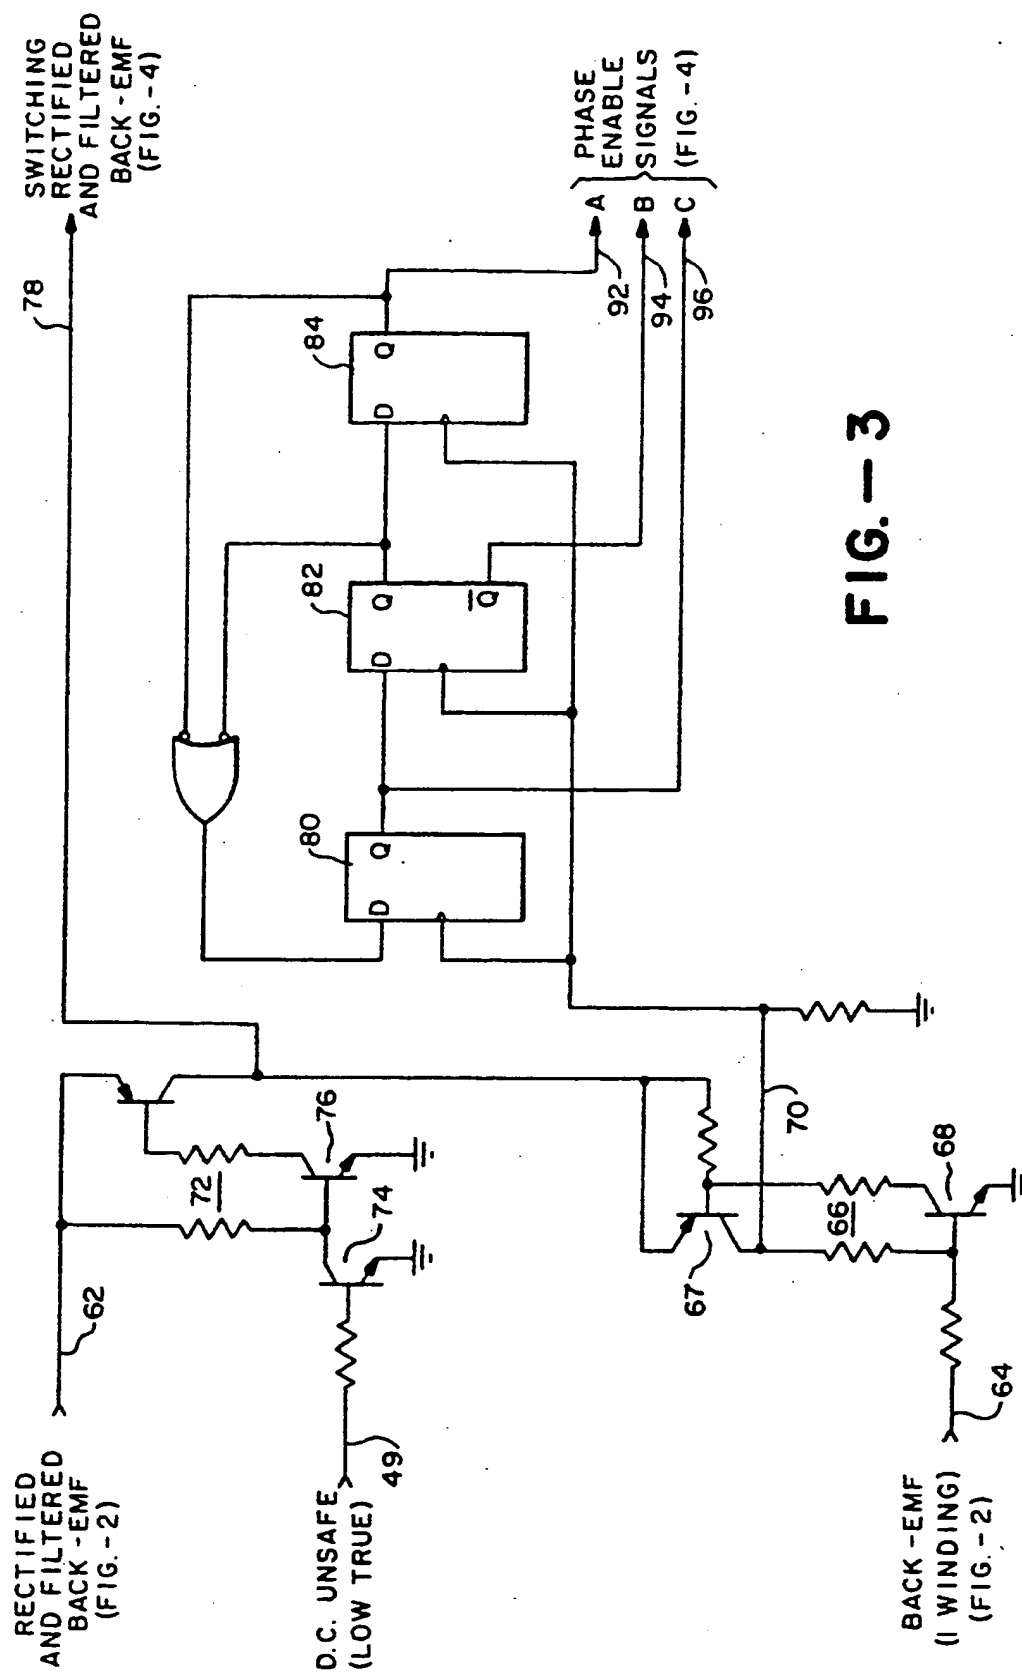 RECTIFIED
AND FILTERED
BACK-EMF
(FIG.-2)
62
D.C. UNSAFE
(LOW TRUE)
49
74
72
76
BACK-EMF
(1 WINDING)
(FIG.-2)
64
66
67
68
70
78
SWITCHING
RECTIFIED
AND FILTERED
BACK-EMF
(FIG.-4)
80
D
Q
82
D
Q
Q
84
D
Q
92
94
96
A
B
C
PHASE
ENABLE
SIGNALS
(FIG.-4)
FIG.-3